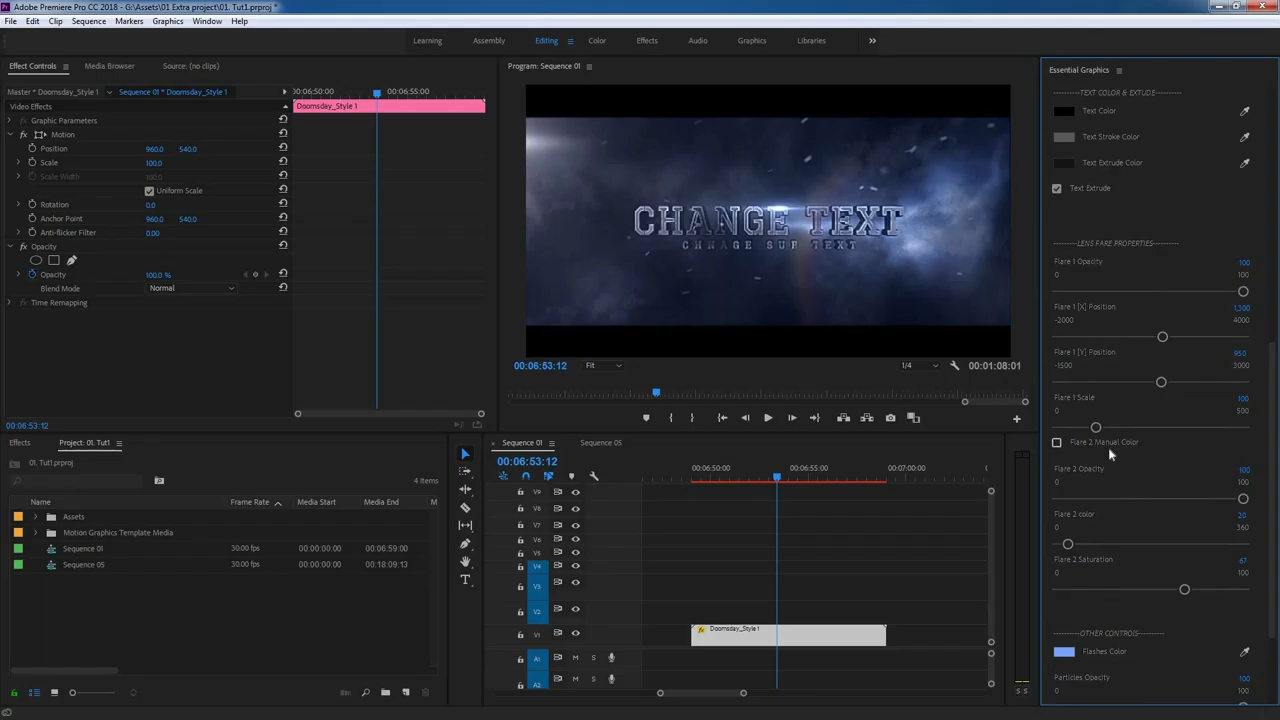 Adobe Premiere Pro CC 2018 - G:\Assets\01 Extra project\01. Tut1.prproj *
File Edit Clip Sequence Markers Graphics Window Help
Learning Assembly Editing Color Effects Audio Graphics Libraries
Effect Controls Media Browser Source: (no clips)
Master * Doomsday_Style 1 Sequence 01 * Doomsday_Style 1
00:06:50:00 00:06:55:00
Video Effects
Doomsday_Style 1
Graphic Parameters
fx Motion
Position 960.0 540.0
Scale 100.0
Scale Width 100.0
Uniform Scale
Rotation 0.0
Anchor Point 960.0 540.0
Anti-flicker Filter 0.00
fx Opacity
Opacity 100.0 %
Blend Mode Normal
Time Remapping
00:06:53:12
Program: Sequence 01
CHANGE TEXT
CHNAGE SUB TEXT
00:06:53:12 Fit 1/4 00:01:08:01
Essential Graphics
TEXT COLOR & EXTUDE
Text Color
Text Stroke Color
Text Extrude Color
Text Extrude
LENS FARE PROPERTIES
Flare 1 Opacity 100
0 100
Flare 1 [X] Position 1,300
-2000 4000
Flare 1 [Y] Position 950
-1500 3000
Flare 1 Scale 100
0 500
Flare 2 Manual Color
Flare 2 Opacity 100
0 100
Flare 2 color 20
0 360
Flare 2 Saturation 67
0 100
OTHER CONTROLS
Flashes Color
Particles Opacity 100
0 100
Effects Project: 01. Tut1
01. Tut1.prproj
4 Items
Name Frame Rate Media Start Media End M
Assets
Motion Graphics Template Media
Sequence 01 30.00 fps 00:00:00:00 00:06:59:00
Sequence 05 30.00 fps 00:00:00:00 00:18:09:13
Sequence 01 Sequence 05
00:06:53:12
00:06:50:00 00:06:55:00 00:07:00:00
V9
V8
V7
V6
V5
V4
V3
V2
V1 fx Doomsday_Style 1
A1 M S
A2 M S
S S